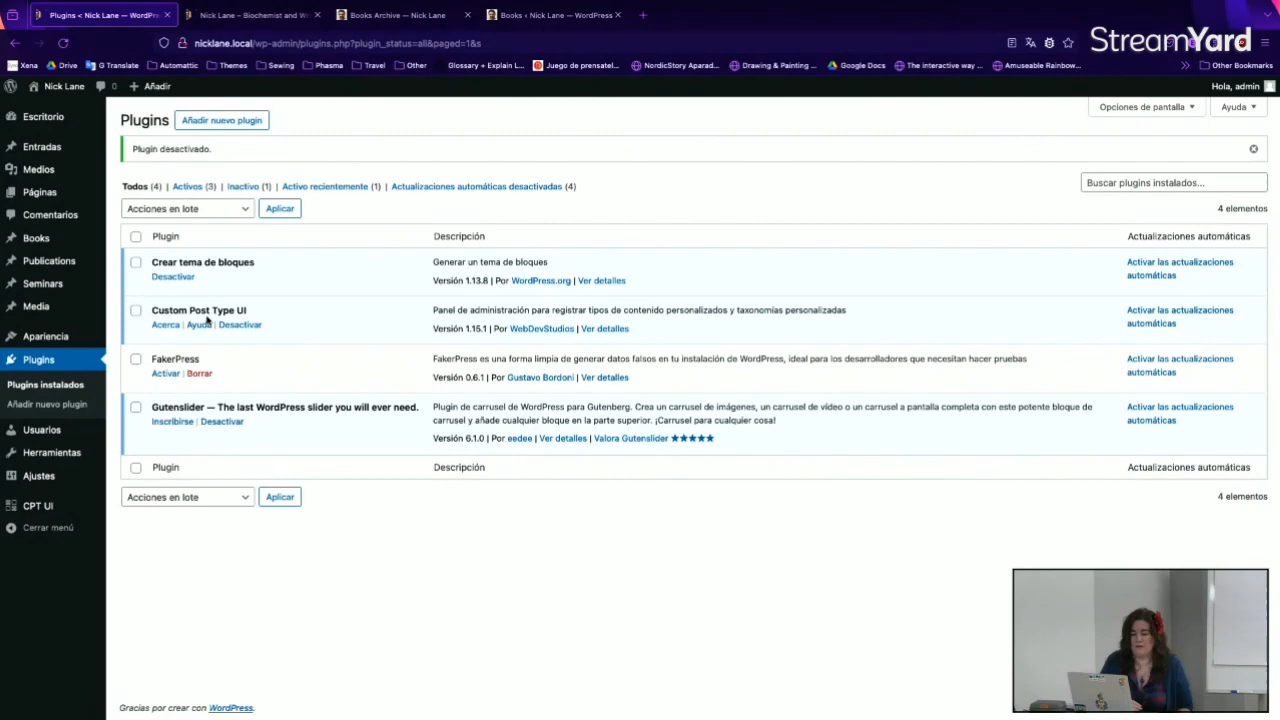 Plugins < Nick Lane — WordPre
Nick Lane – Biochemist and Wr
Books Archive — Nick Lane
Books ‹ Nick Lane — WordPress
nicklane.local/wp-admin/plugins.php?plugin_status=all&paged=1&s
StreamYard
Xena
Drive
G Translate
Automattic
Themes
Sewing
Phasma
Travel
Other
Glossary + Explain L...
Juego de prensatel...
NordicStory Aparad...
Drawing & Painting ...
Google Docs
The interactive way ...
Amuseable Rainbow...
Other Bookmarks
Nick Lane
0
Añadir
Hola, admin
Escritorio
Entradas
Medios
Páginas
Comentarios
Books
Publications
Seminars
Media
Apariencia
Plugins
Plugins instalados
Añadir nuevo plugin
Usuarios
Herramientas
Ajustes
CPT UI
Cerrar menú
Plugins
Añadir nuevo plugin
Opciones de pantalla
Ayuda
Plugin desactivado.
Todos (4) | Activos (3) | Inactivo (1) | Activo recientemente (1) | Actualizaciones automáticas desactivadas (4)
Buscar plugins instalados...
Acciones en lote
Aplicar
4 elementos
Plugin
Descripción
Actualizaciones automáticas
Crear tema de bloques
Desactivar
Generar un tema de bloques
Versión 1.13.8 | Por WordPress.org | Ver detalles
Activar las actualizaciones
automáticas
Custom Post Type UI
Acerca | Ayuda | Desactivar
Panel de administración para registrar tipos de contenido personalizados y taxonomías personalizadas
Versión 1.15.1 | Por WebDevStudios | Ver detalles
Activar las actualizaciones
automáticas
FakerPress
Activar | Borrar
FakerPress es una forma limpia de generar datos falsos en tu instalación de WordPress, ideal para los desarrolladores que necesitan hacer pruebas
Versión 0.6.1 | Por Gustavo Bordoni | Ver detalles
Activar las actualizaciones
automáticas
Gutenslider — The last WordPress slider you will ever need.
Inscribirse | Desactivar
Plugin de carrusel de WordPress para Gutenberg. Crea un carrusel de imágenes, un carrusel de vídeo o un carrusel a pantalla completa con este potente bloque de
carrusel y añade cualquier bloque en la parte superior. ¡Carrusel para cualquier cosa!
Versión 6.1.0 | Por eedee | Ver detalles | Valora Gutenslider ★★★★★
Activar las actualizaciones
automáticas
Plugin
Descripción
Actualizaciones automáticas
Acciones en lote
Aplicar
4 elementos
Gracias por crear con WordPress.